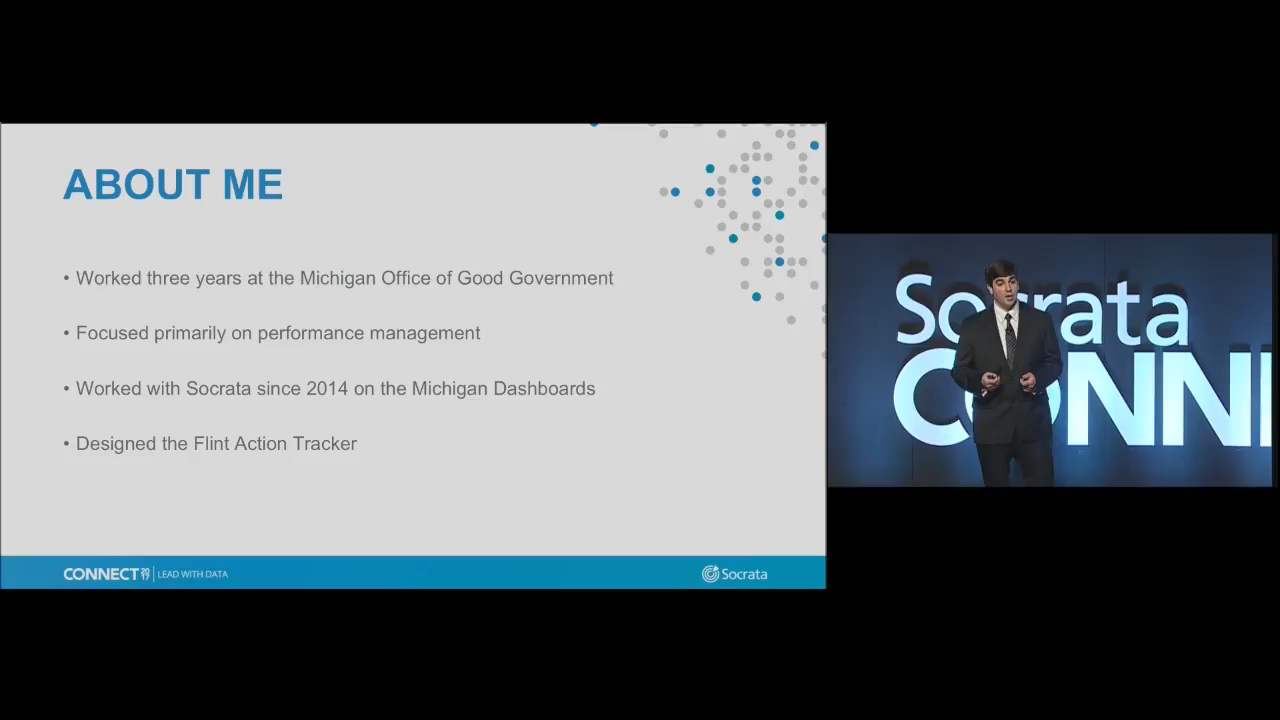 ABOUT ME
• Worked three years at the Michigan Office of Good Government
• Focused primarily on performance management
• Worked with Socrata since 2014 on the Michigan Dashboards
• Designed the Flint Action Tracker
CONNECT 2017 | LEAD WITH DATA
Socrata
Socrata
CONN